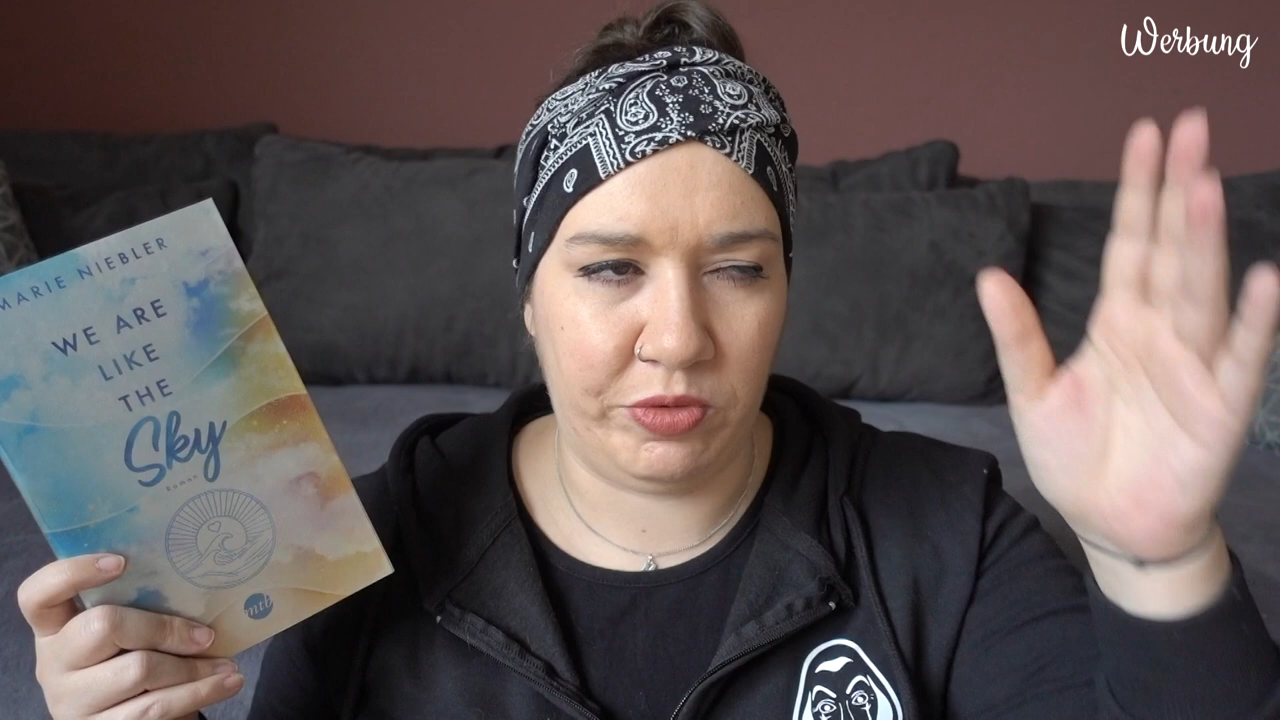 Werbung
MARIE NIEBLER
WE ARE
LIKE
THE
Sky
Roman
mtb